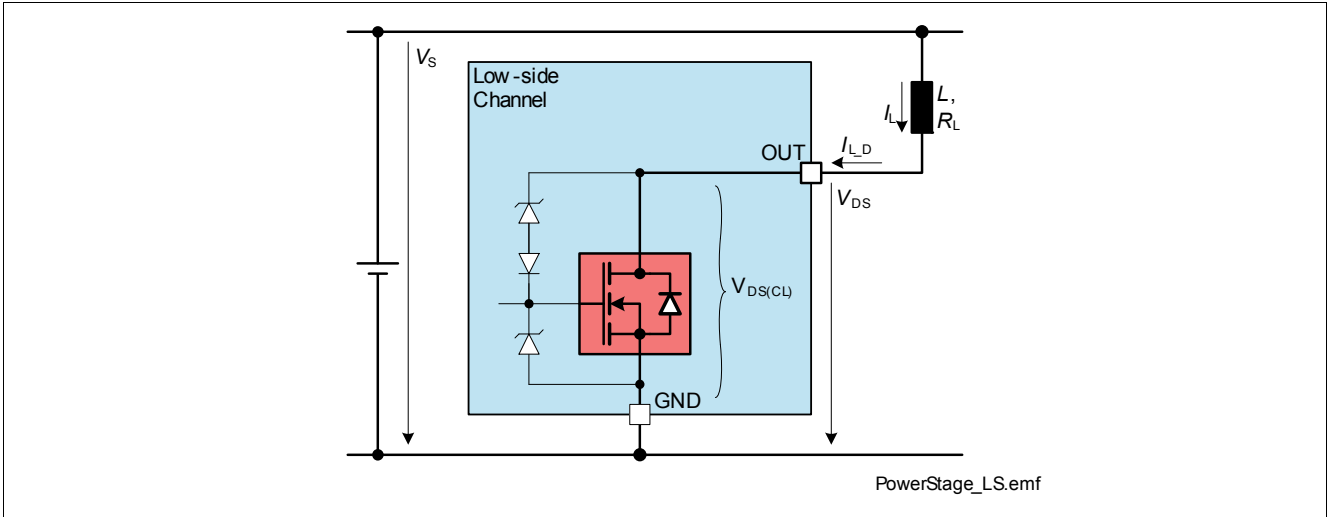 VS
Low-side
Channel
L,
IL
RL
OUT
IL_D
VDS
VDS(CL)
GND
PowerStage_LS.emf